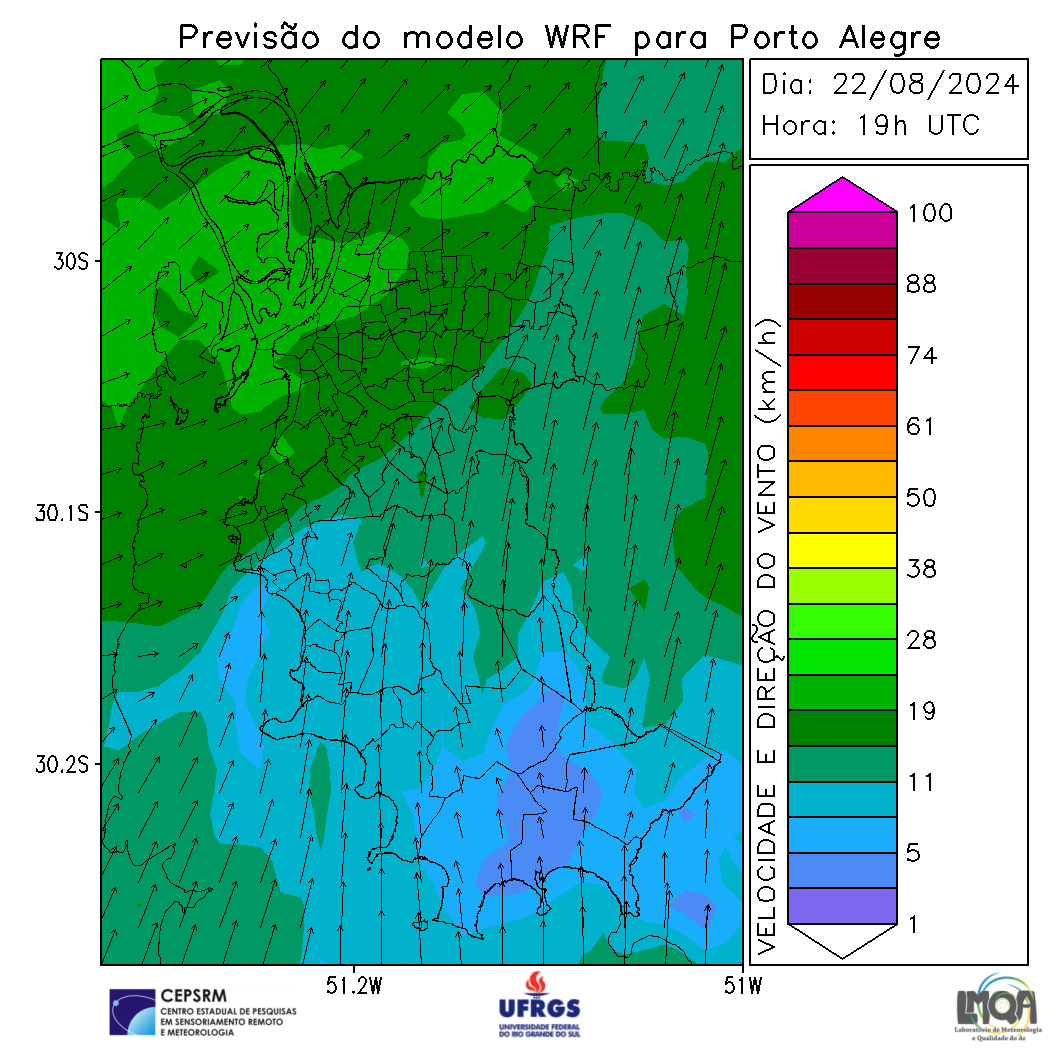 Previsão do modelo WRF para Porto Alegre
Dia: 22/08/2024
Hora: 19h UTC
30S
30.1S
30.2S
51.2W
51W
VELOCIDADE E DIREÇÃO DO VENTO (km/h)
100
88
74
61
50
38
28
19
11
5
1
CEPSRM
CENTRO ESTADUAL DE PESQUISAS
EM SENSORIAMENTO REMOTO
E METEOROLOGIA
UFRGS
UNIVERSIDADE FEDERAL
DO RIO GRANDE DO SUL
LMQA
Laboratório de Meteorologia
e Qualidade do Ar